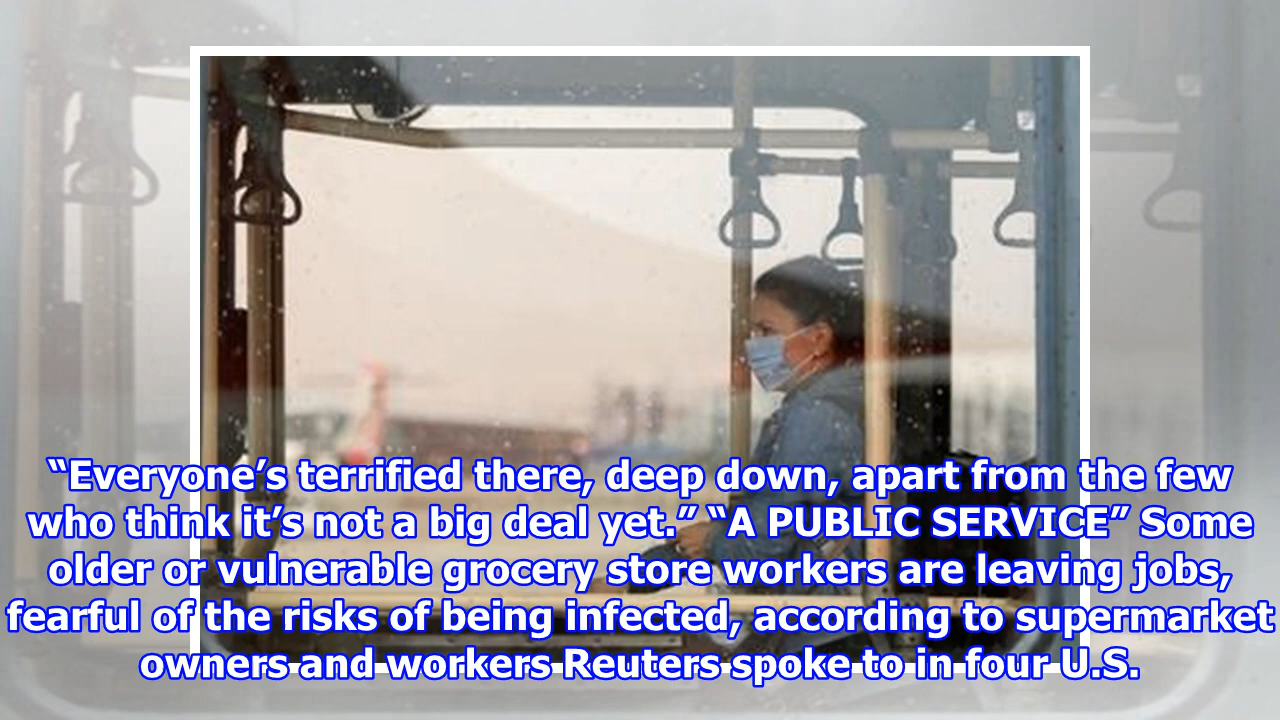 “Everyone’s terrified there, deep down, apart from the few
who think it’s not a big deal yet.” “A PUBLIC SERVICE” Some
older or vulnerable grocery store workers are leaving jobs,
fearful of the risks of being infected, according to supermarket
owners and workers Reuters spoke to in four U.S.